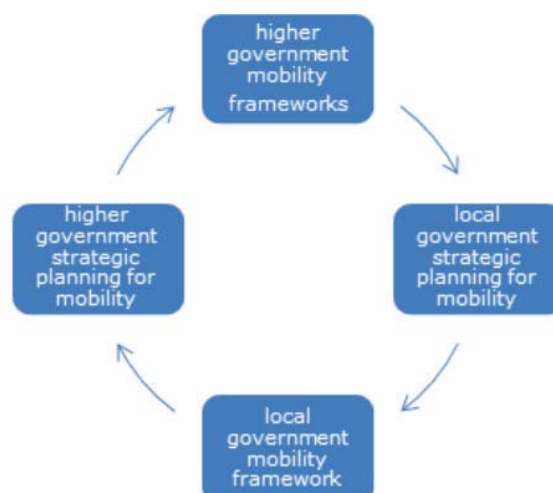 higher
government
mobility
frameworks
local
government
strategic
planning for
mobility
local
government
mobility
framework
higher
government
strategic
planning for
mobility